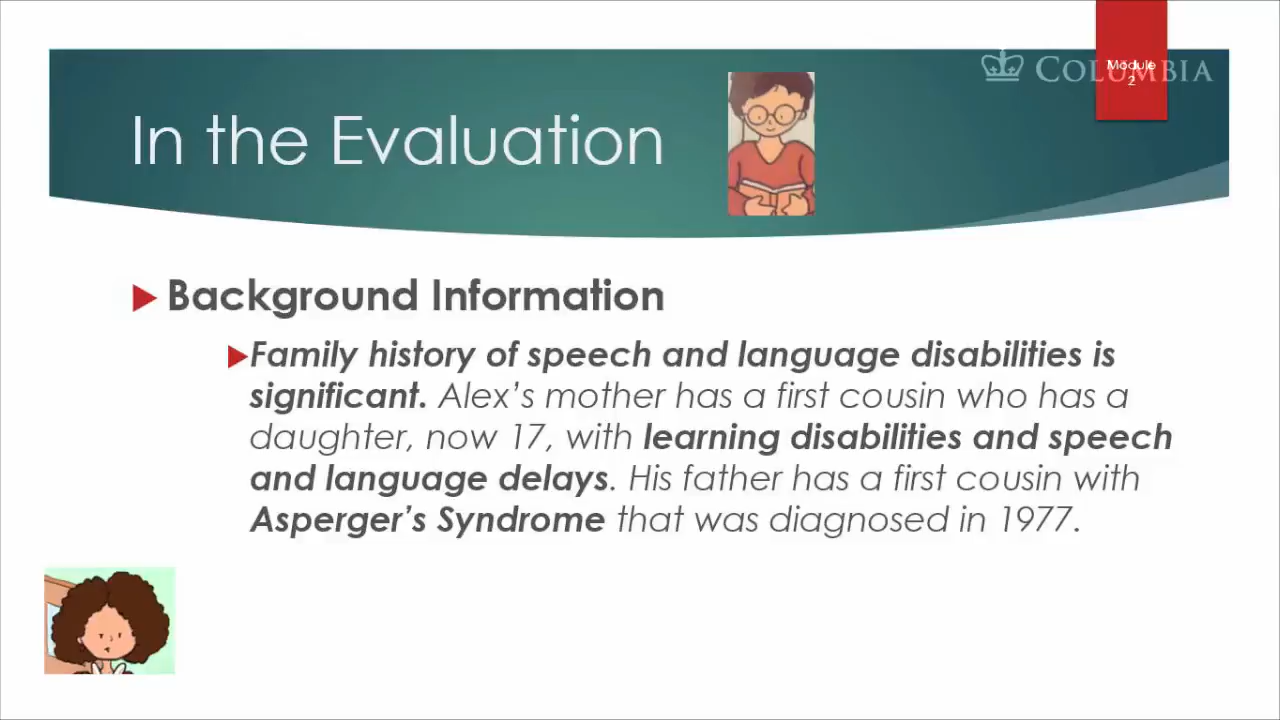 COLUMBIA
Module
2
In the Evaluation
Background Information
Family history of speech and language disabilities is
significant. Alex’s mother has a first cousin who has a
daughter, now 17, with learning disabilities and speech
and language delays. His father has a first cousin with
Asperger’s Syndrome that was diagnosed in 1977.